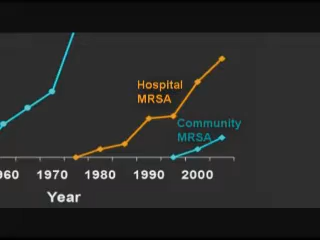 Hospital
MRSA
Community
MRSA
960 1970 1980 1990 2000
Year